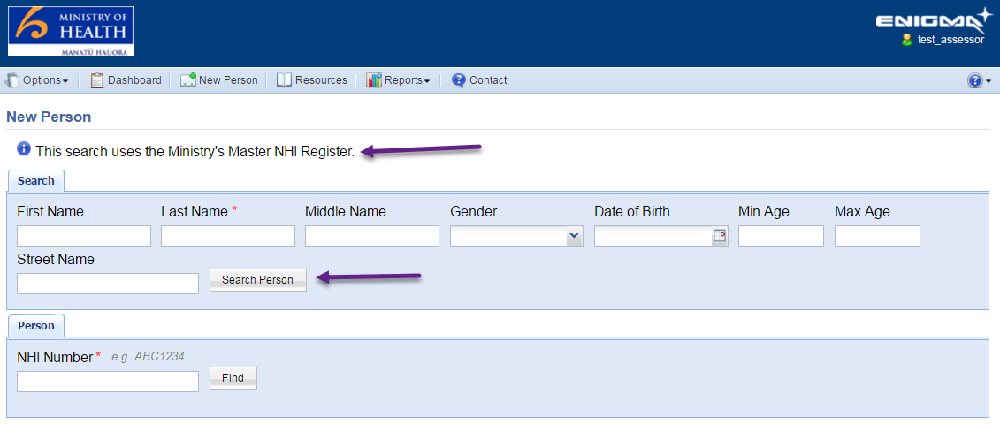 MINISTRY OF
HEALTH
MANATŪ HAUORA
ENIGMA
test_assessor
Options Dashboard New Person Resources Reports Contact
New Person
This search uses the Ministry's Master NHI Register.
Search
First Name Last Name * Middle Name Gender Date of Birth Min Age Max Age
Street Name
Search Person
Person
NHI Number * e.g. ABC1234
Find